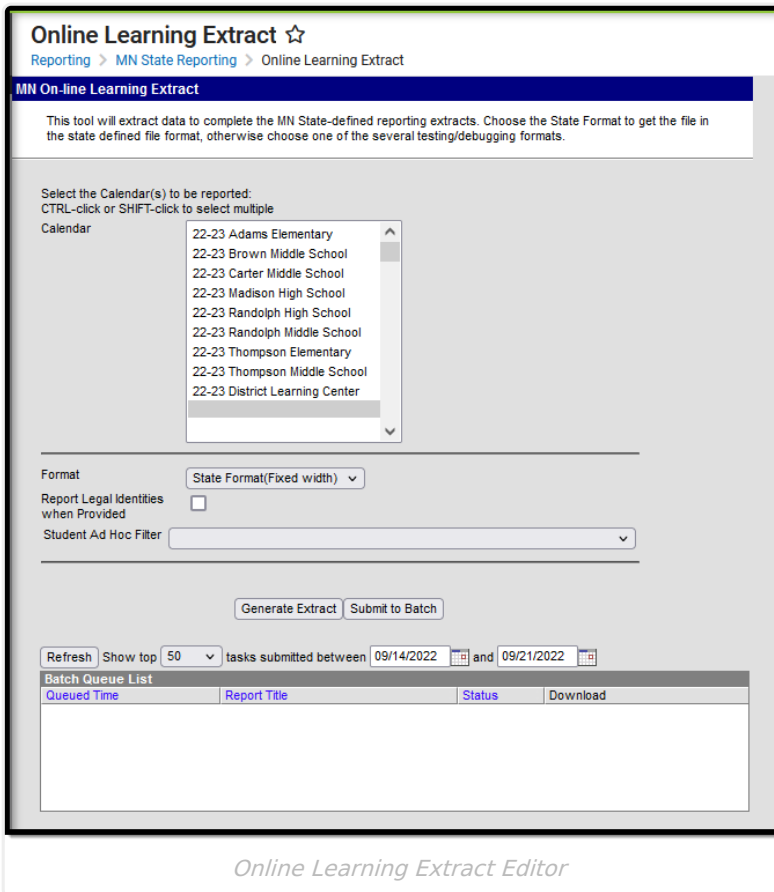 Online Learning Extract
Reporting > MN State Reporting > Online Learning Extract
MN On-line Learning Extract
This tool will extract data to complete the MN State-defined reporting extracts. Choose the State Format to get the file in
the state defined file format, otherwise choose one of the several testing/debugging formats.
Select the Calendar(s) to be reported:
CTRL-click or SHIFT-click to select multiple
Calendar
22-23 Adams Elementary
22-23 Brown Middle School
22-23 Carter Middle School
22-23 Madison High School
22-23 Randolph High School
22-23 Randolph Middle School
22-23 Thompson Elementary
22-23 Thompson Middle School
22-23 District Learning Center
Format State Format(Fixed width)
Report Legal Identities
when Provided
Student Ad Hoc Filter
Generate Extract Submit to Batch
Refresh Show top 50 tasks submitted between 09/14/2022 and 09/21/2022
Batch Queue List
Queued Time Report Title Status Download
Online Learning Extract Editor